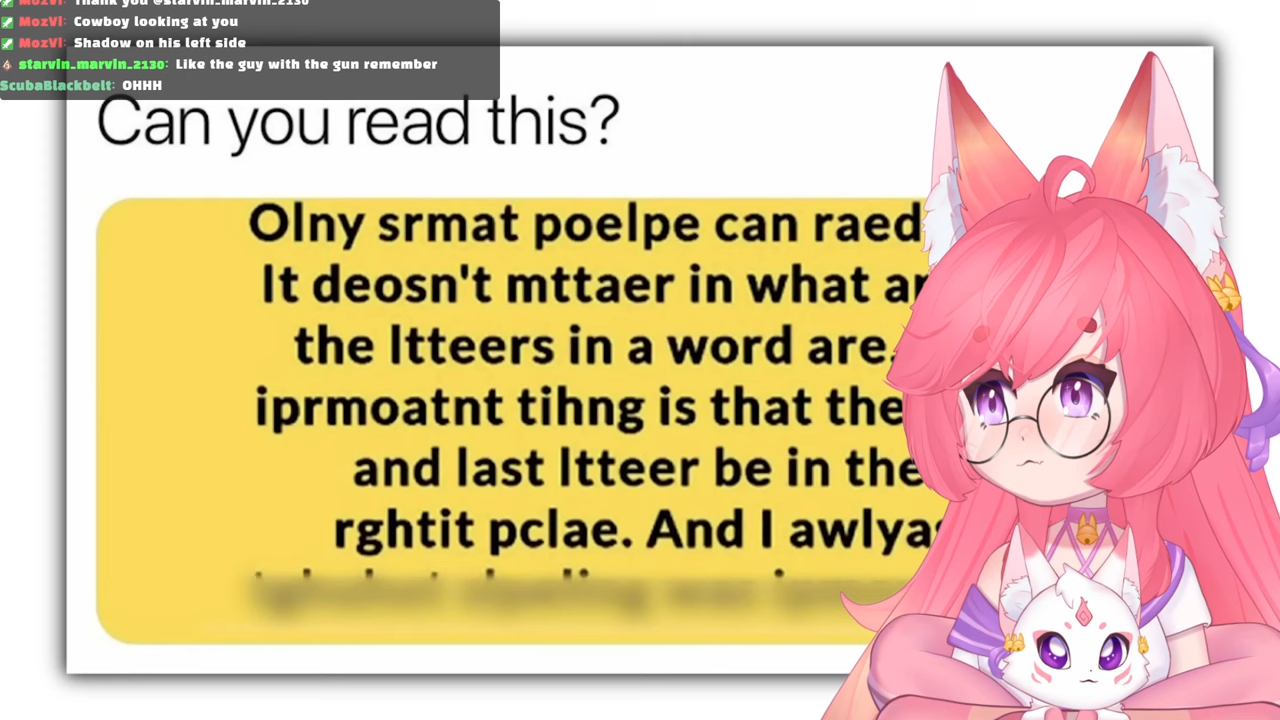 MozVi: Thank you @starvin_marvin_2130
MozVi: Cowboy looking at you
MozVi: Shadow on his left side
starvin_marvin_2130: Like the guy with the gun remember
ScubaBlackbelt: OHHH
Can you read this?
Olny srmat poelpe can raed
It deosn't mttaer in what
the ltteers in a word are.
iprmoatnt tihng is that the
and last ltteer be in the
rghtit pclae. And I